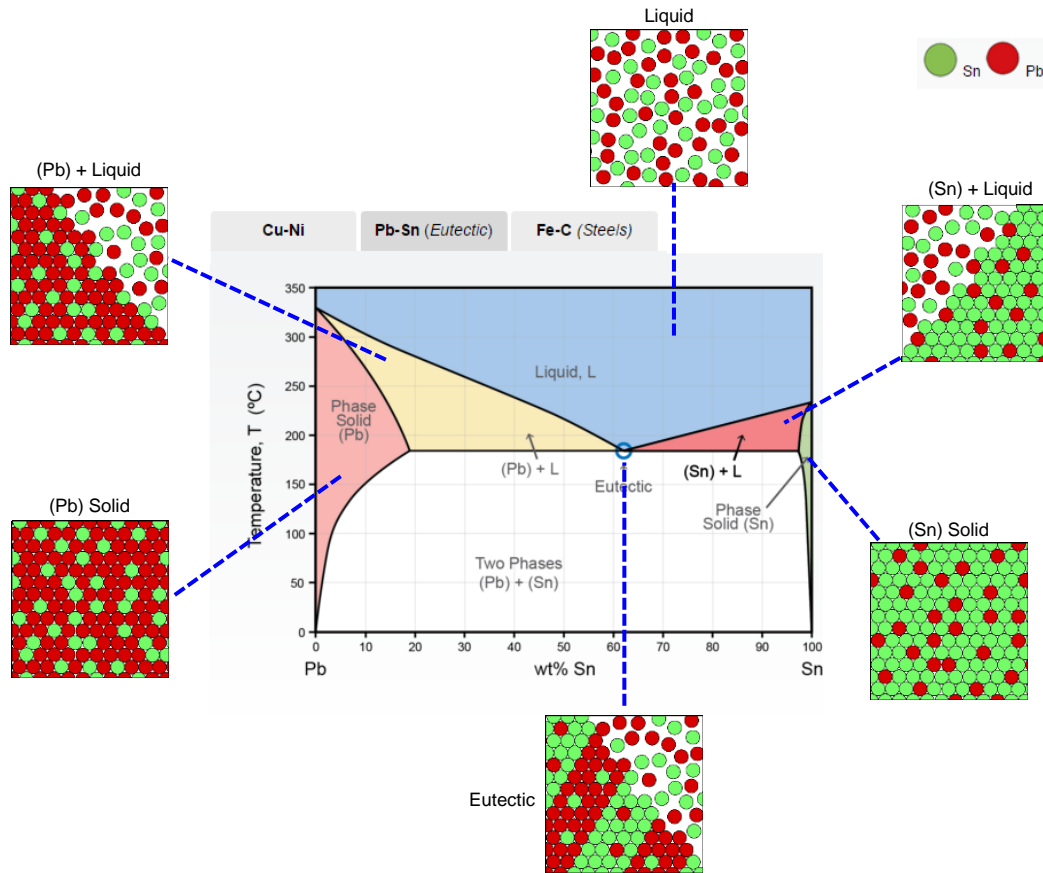 Liquid
Sn Pb
(Pb) + Liquid
(Sn) + Liquid
Cu-Ni
Pb-Sn (Eutectic)
Fe-C (Steels)
350
300
250
200
150
100
50
0
Temperature, T (ºC)
Liquid, L
Phase
Solid
(Pb)
(Pb) + L
(Sn) + L
Eutectic
Phase
Solid (Sn)
Two Phases
(Pb) + (Sn)
0 10 20 30 40 50 60 70 80 90 100
Pb wt% Sn Sn
(Pb) Solid
(Sn) Solid
Eutectic